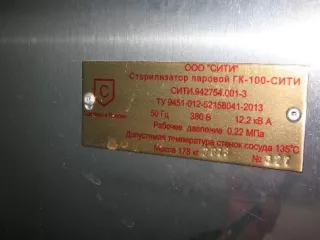 ООО "СИТИ"
Стерилизатор паровой ГК-100-СИТИ
СИТИ.942754.001-3
ТУ 9451-012-52158041-2013
50 Гц 380 В 12,2 кВ А
Рабочее давление 0,22 МПа
Допустимая температура стенок сосуда 135°С
Масса 178 кг №